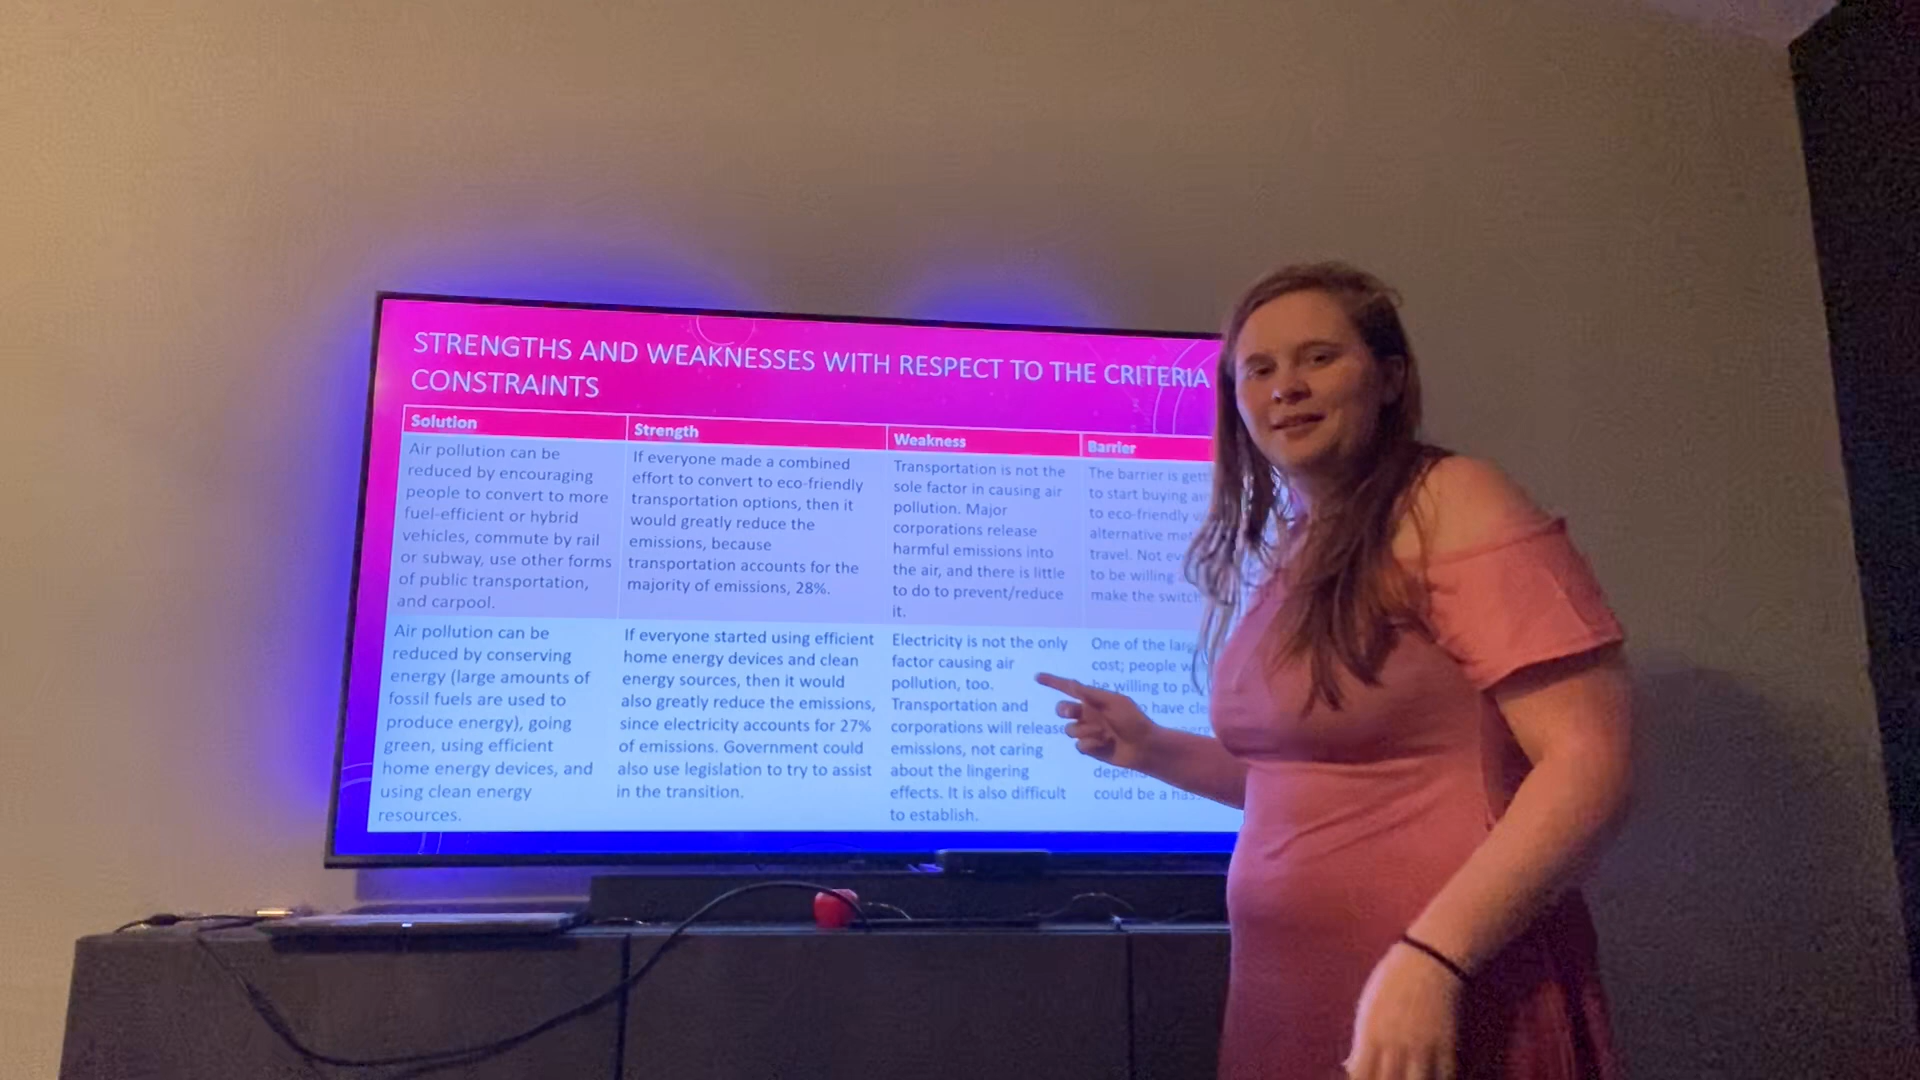 STRENGTHS AND WEAKNESSES WITH RESPECT TO THE CRITERIA
CONSTRAINTS
Solution
Strength
Weakness
Barrier
Air pollution can be
reduced by encouraging
people to convert to more
fuel-efficient or hybrid
vehicles, commute by rail
or subway, use other forms
of public transportation,
and carpool.
If everyone made a combined
effort to convert to eco-friendly
transportation options, then it
would greatly reduce the
emissions, because
transportation accounts for the
majority of emissions, 28%.
Transportation is not the
sole factor in causing air
pollution. Major
corporations release
harmful emissions into
the air, and there is little
to do to prevent/reduce
it.
The barrier is
to start buying
to eco-friendly
alternative
travel. Not
to be willing
make the switch
Air pollution can be
reduced by conserving
energy (large amounts of
fossil fuels are used to
produce energy), going
green, using efficient
home energy devices, and
using clean energy
resources.
If everyone started using efficient
home energy devices and clean
energy sources, then it would
also greatly reduce the emissions,
since electricity accounts for 27%
of emissions. Government could
also use legislation to try to assist
in the transition.
Electricity is not the only
factor causing air
pollution, too.
Transportation and
corporations will release
emissions, not caring
about the lingering
effects. It is also difficult
to establish.
One of the
cost; people
be willing to
have
could be a